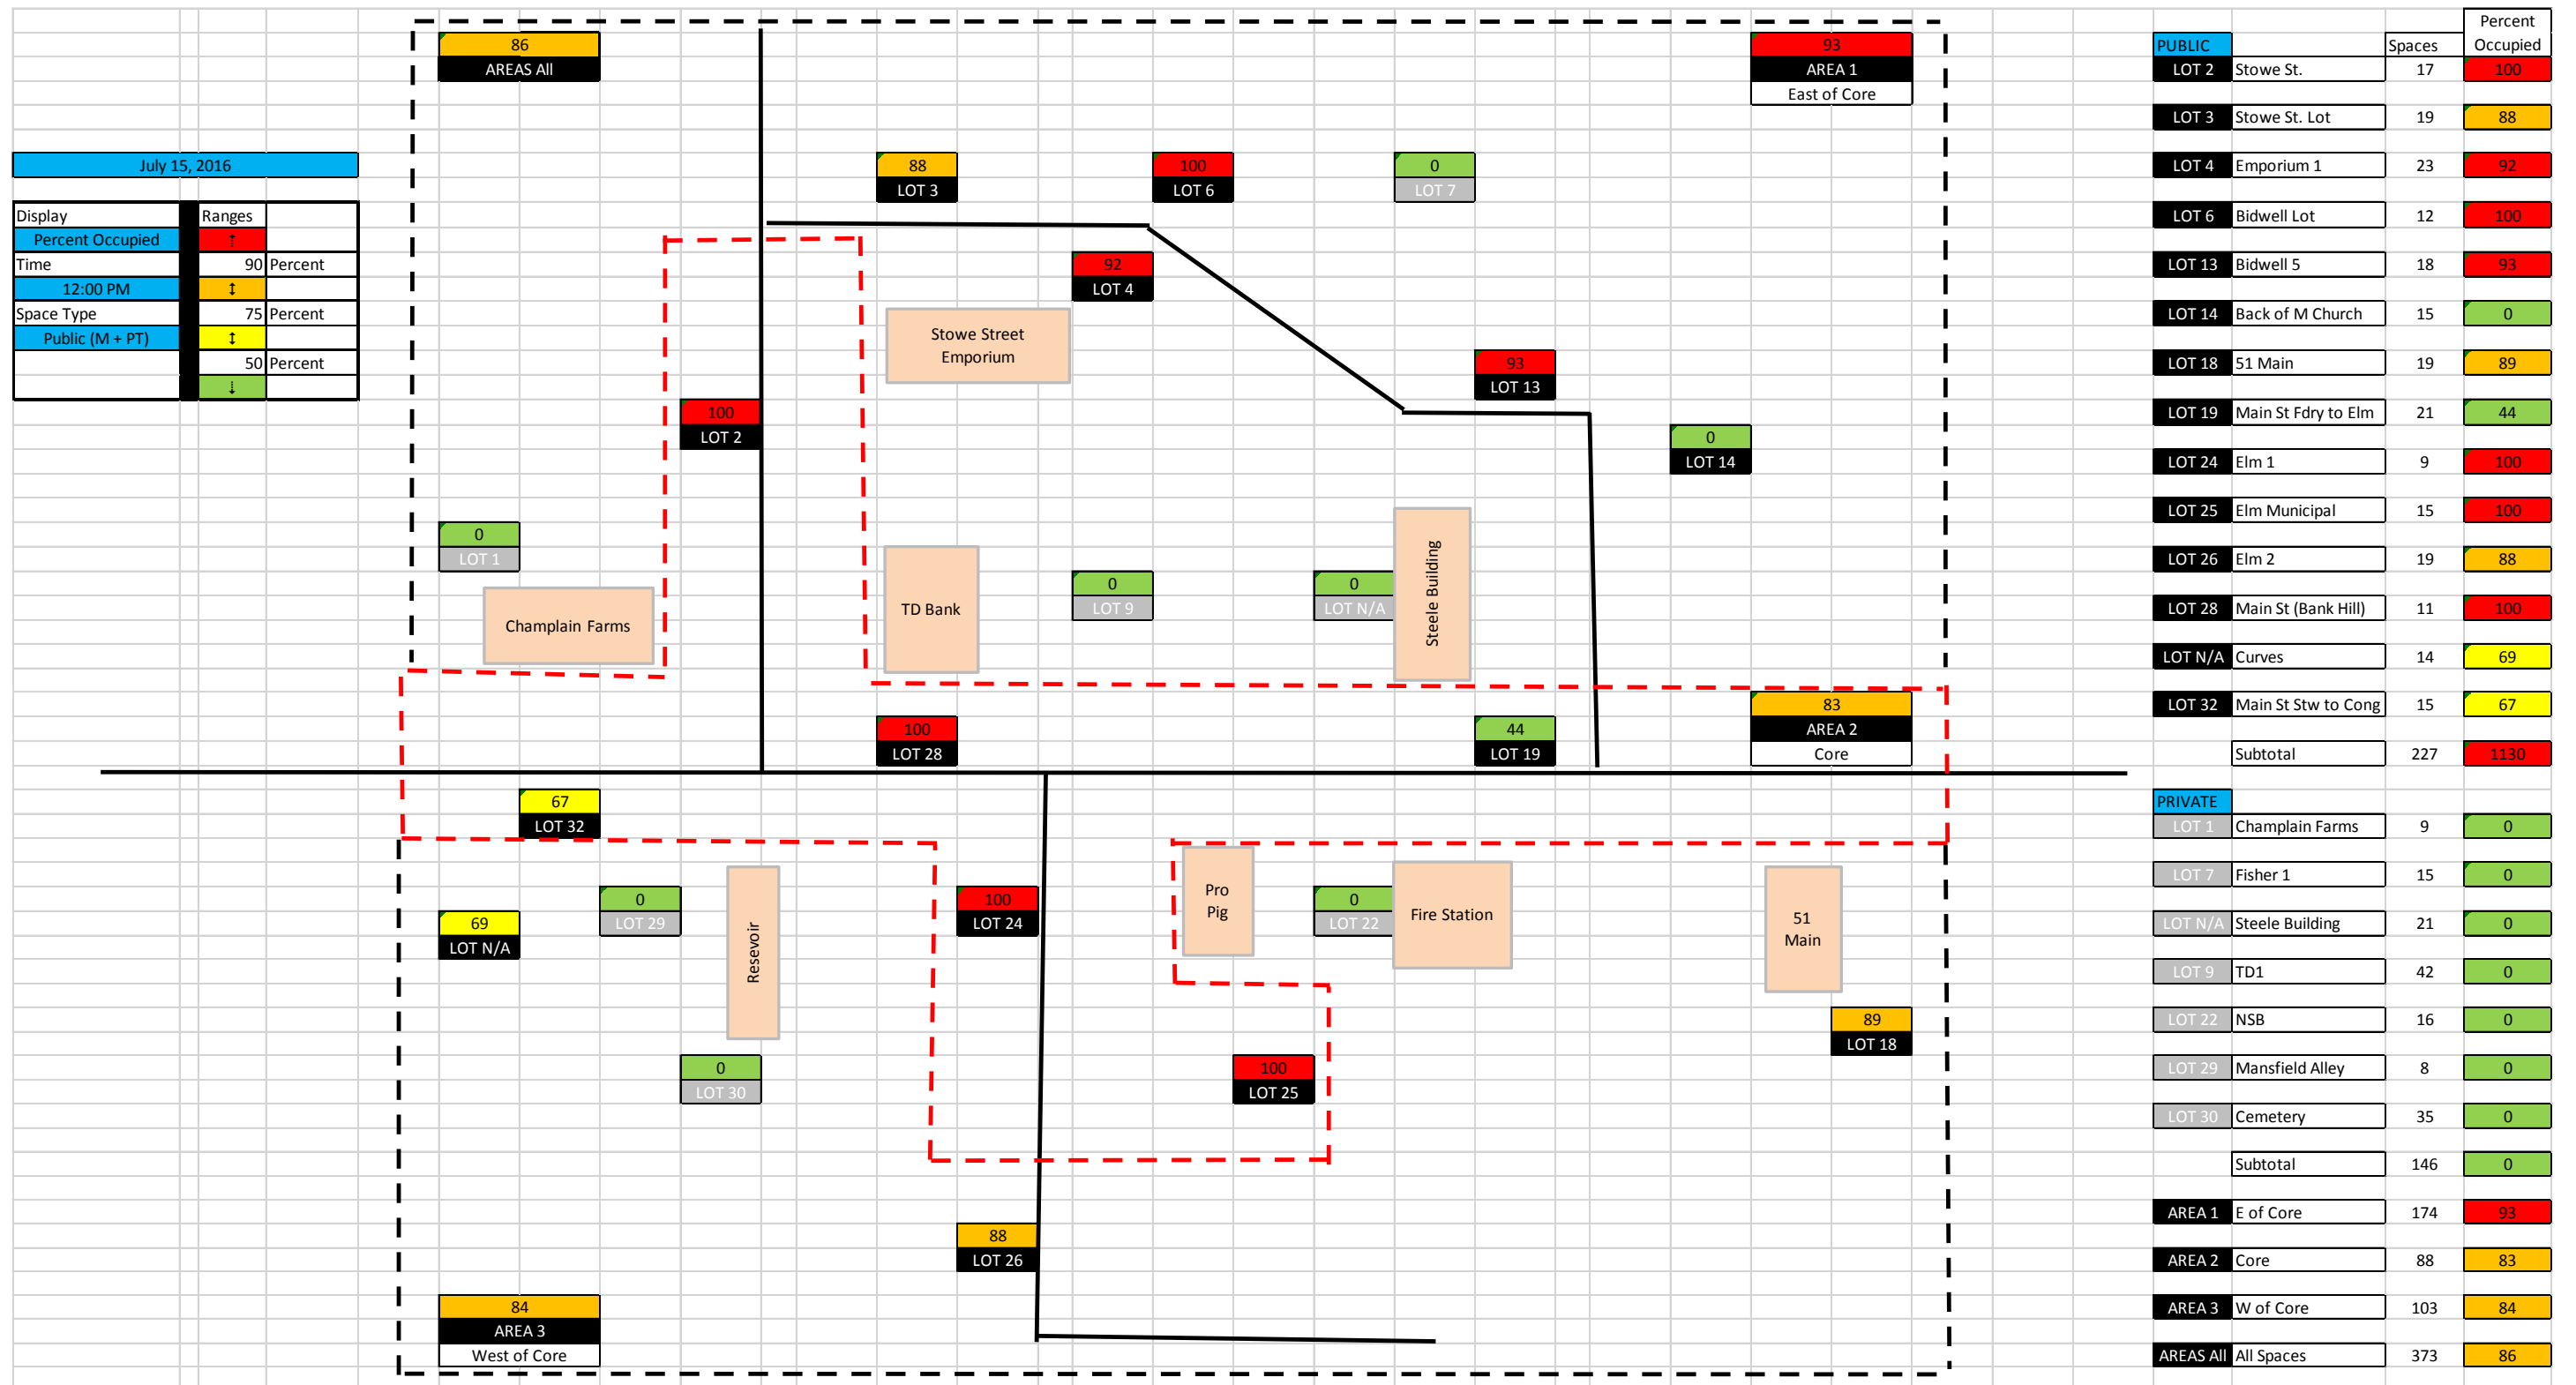 July 15, 2016
Display Ranges
Percent Occupied ↑
Time 90 Percent
12:00 PM ↕
Space Type 75 Percent
Public (M + PT) ↕
50 Percent
↓
86
AREAS All
93
AREA 1
East of Core
88
LOT 3
100
LOT 6
0
LOT 7
92
LOT 4
Stowe Street
Emporium
93
LOT 13
100
LOT 2
0
LOT 14
0
LOT 1
Champlain Farms
TD Bank
0
LOT 9
0
LOT N/A
Steele Building
83
AREA 2
Core
100
LOT 28
44
LOT 19
67
LOT 32
69
LOT N/A
0
LOT 29
Resevoir
100
LOT 24
Pro
Pig
0
LOT 22
Fire Station
51
Main
89
LOT 18
0
LOT 30
100
LOT 25
88
LOT 26
84
AREA 3
West of Core
Percent
PUBLIC Spaces Occupied
LOT 2 Stowe St. 17 100
LOT 3 Stowe St. Lot 19 88
LOT 4 Emporium 1 23 92
LOT 6 Bidwell Lot 12 100
LOT 13 Bidwell 5 18 93
LOT 14 Back of M Church 15 0
LOT 18 51 Main 19 89
LOT 19 Main St Fdry to Elm 21 44
LOT 24 Elm 1 9 100
LOT 25 Elm Municipal 15 100
LOT 26 Elm 2 19 88
LOT 28 Main St (Bank Hill) 11 100
LOT N/A Curves 14 69
LOT 32 Main St Stw to Cong 15 67
Subtotal 227 1130
PRIVATE
LOT 1 Champlain Farms 9 0
LOT 7 Fisher 1 15 0
LOT N/A Steele Building 21 0
LOT 9 TD1 42 0
LOT 22 NSB 16 0
LOT 29 Mansfield Alley 8 0
LOT 30 Cemetery 35 0
Subtotal 146 0
AREA 1 E of Core 174 93
AREA 2 Core 88 83
AREA 3 W of Core 103 84
AREAS All All Spaces 373 86